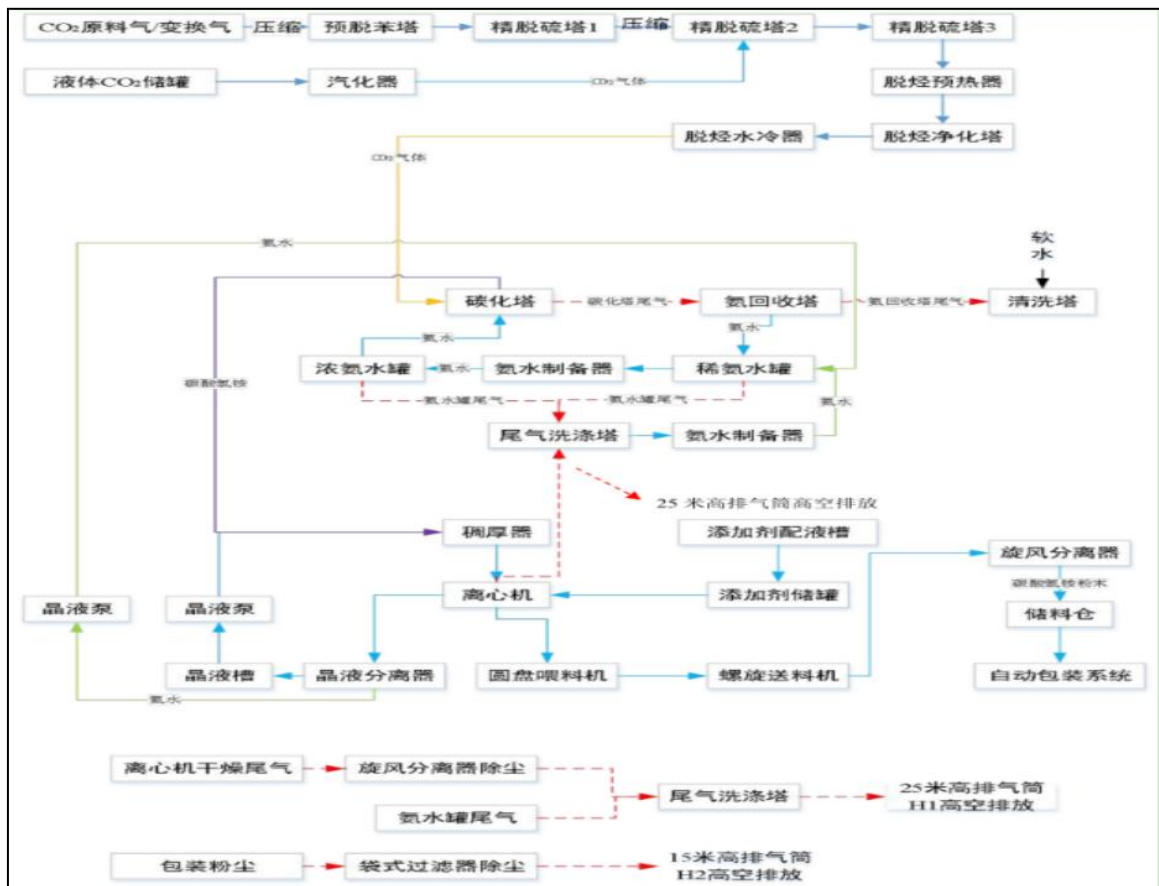 CO₂原料气/变换气
压缩
预脱苯塔
精脱硫塔1
压缩
精脱硫塔2
精脱硫塔3
液体CO₂储罐
汽化器
CO₂气体
脱烃预热器
脱烃水冷器
脱烃净化塔
CO₂气体
氨水
软
水
碳化塔
碳化塔尾气
氨回收塔
氨回收塔尾气
清洗塔
氨水
氨水
浓氨水罐
氨水
氨水制备器
稀氨水罐
碳酸氢铵
氨水罐尾气
氨水罐尾气
氨水
尾气洗涤塔
氨水制备器
25 米高排气筒高空排放
稠厚器
添加剂配液槽
旋风分离器
碳酸氢铵粉末
晶液泵
晶液泵
离心机
添加剂储罐
储料仓
晶液槽
晶液分离器
圆盘喂料机
螺旋送料机
自动包装系统
氨水
离心机干燥尾气
旋风分离器除尘
尾气洗涤塔
25米高排气筒
H1高空排放
氨水罐尾气
包装粉尘
袋式过滤器除尘
15米高排气筒
H2高空排放